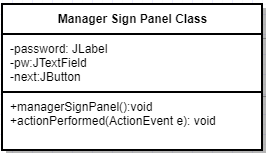 Manager Sign Panel Class
-password: JLabel
-pw:JTextField
-next:JButton
+managerSignPanel():void
+actionPerformed(ActionEvent e): void